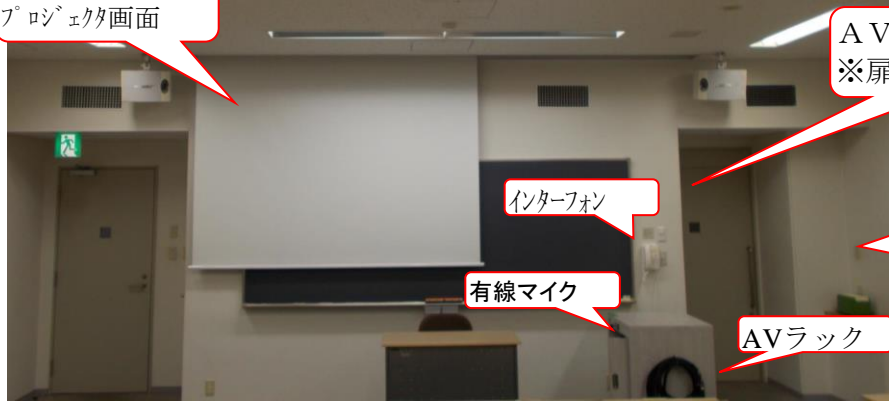 プロジェクタ画面
ＡＶ
※扉
インターフォン
有線マイク
AVラック